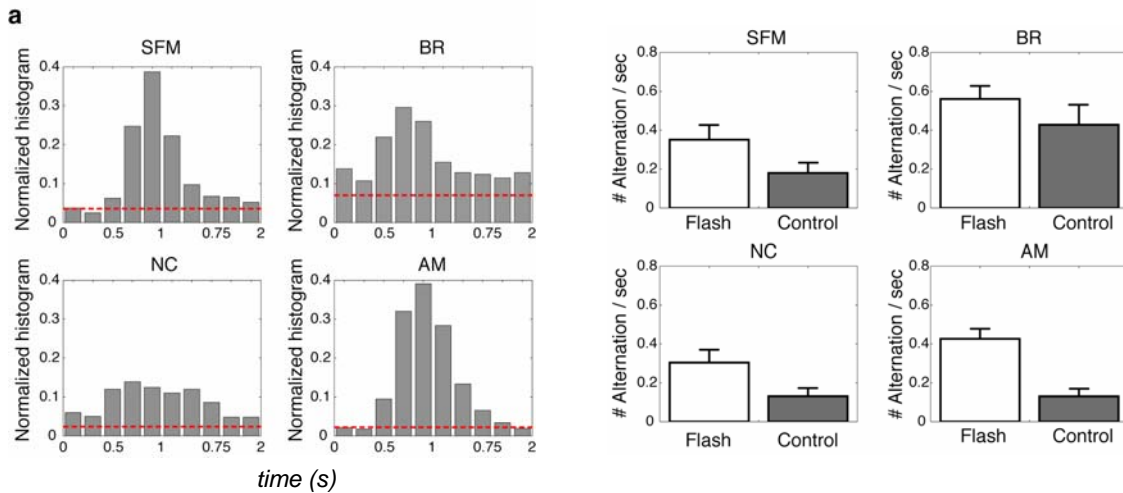 a
SFM
BR
Normalized histogram
0.4
0.3
0.2
0.1
0
0 0.5 1 0.75 2
Normalized histogram
0.4
0.3
0.2
0.1
0
0 0.5 1 0.75 2
NC
AM
Normalized histogram
0.4
0.3
0.2
0.1
0
0 0.5 1 0.75 2
Normalized histogram
0.4
0.3
0.2
0.1
0
0 0.5 1 0.75 2
time (s)
SFM
BR
# Alternation / sec
0.8
0.6
0.4
0.2
0
Flash Control
# Alternation / sec
0.8
0.6
0.4
0.2
0
Flash Control
NC
AM
# Alternation / sec
0.8
0.6
0.4
0.2
0
Flash Control
# Alternation / sec
0.8
0.6
0.4
0.2
0
Flash Control